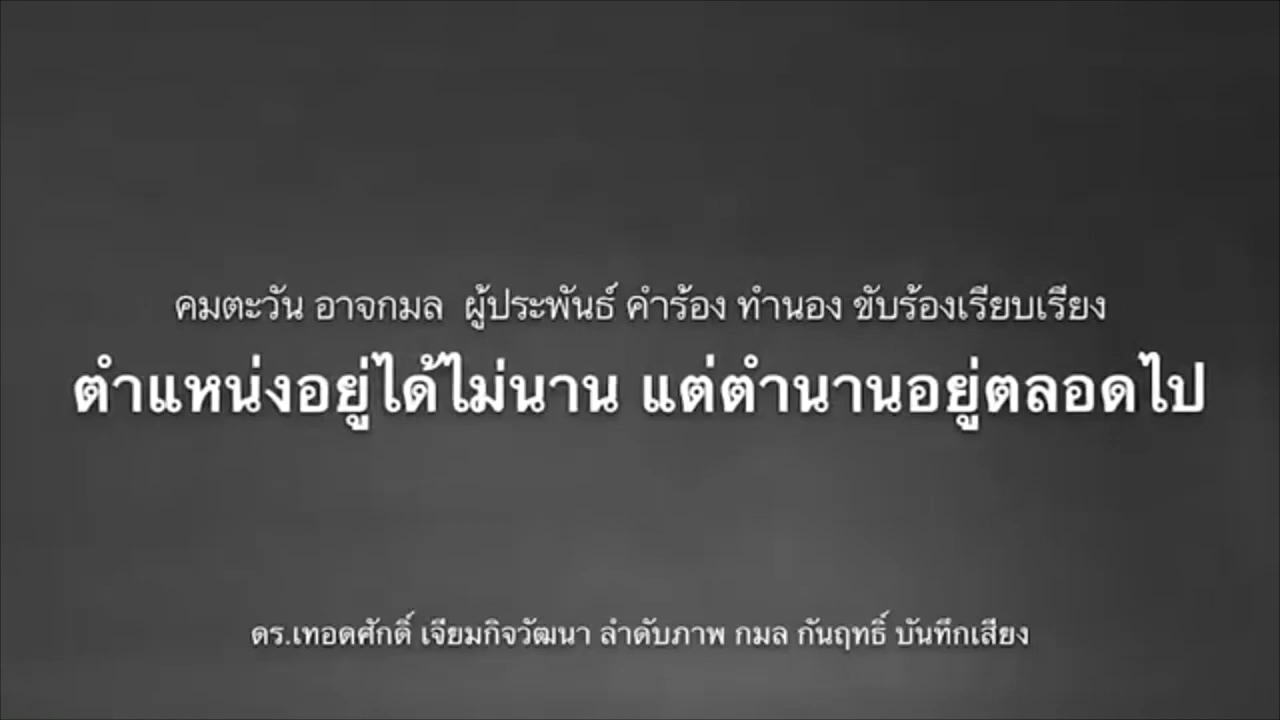 คมตะวัน อาจกมล  ผู้ประพันธ์ คำร้อง ทำนอง ขับร้องเรียบเรียง
ตำแหน่งอยู่ได้ไม่นาน แต่ตำนานอยู่ตลอดไป
ดร.เทอดศักดิ์ เจียมกิจวัฒนา ลำดับภาพ กมล กันฤทธิ์ บันทึกเสียง